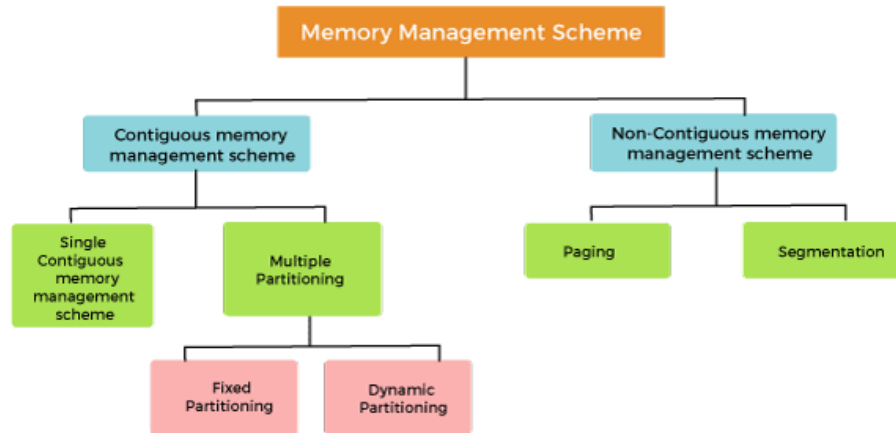 Memory Management Scheme
Contiguous memory
management scheme
Non-Contiguous memory
management scheme
Single
Contiguous
memory
management
scheme
Multiple
Partitioning
Paging
Segmentation
Fixed
Partitioning
Dynamic
Partitioning